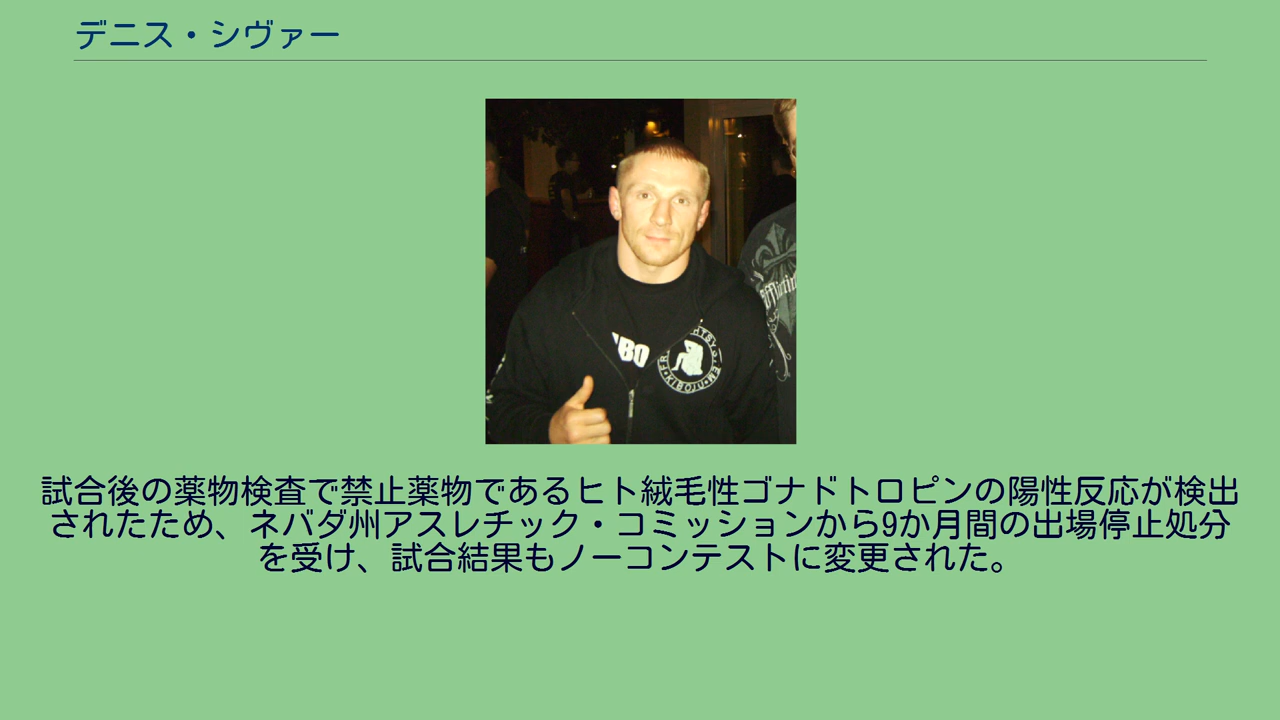 デニス・シヴァー
試合後の薬物検査で禁止薬物であるヒト絨毛性ゴナドトロピンの陽性反応が検出
されたため、ネバダ州アスレチック・コミッションから9か月間の出場停止処分
を受け、試合結果もノーコンテストに変更された。